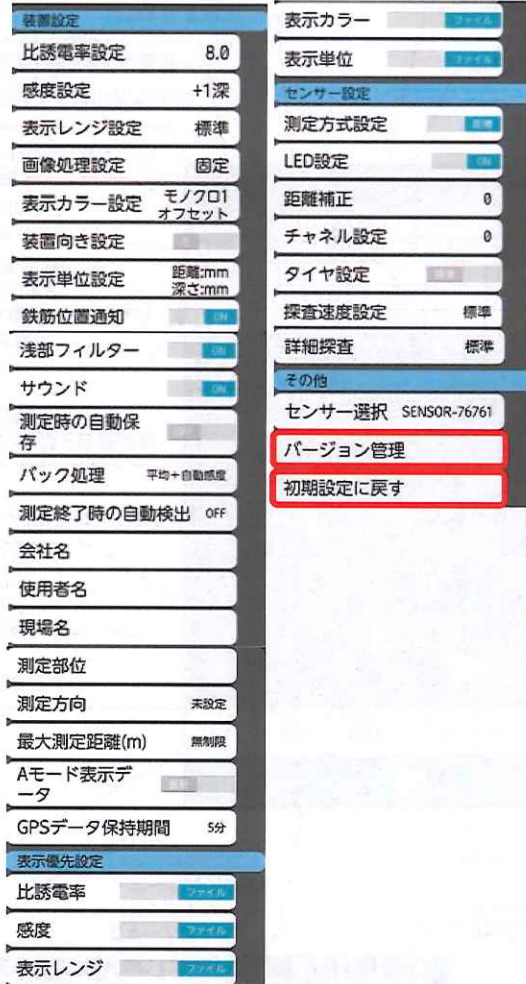 装置設定
比誘電率設定 8.0
感度設定 +1深
表示レンジ設定 標準
画像処理設定 固定
表示カラー設定 モノクロ1
オフセット
装置向き設定
表示単位設定 距離:mm
深さ:mm
鉄筋位置通知 ON
浅部フィルター ON
サウンド ON
測定時の自動保
存 OFF
バック処理 平均+自動感度
測定終了時の自動検出 OFF
会社名
使用者名
現場名
測定部位
測定方向 未設定
最大測定距離(m) 無制限
Aモード表示デ
ータ
GPSデータ保持期間 5分
表示優先設定
比誘電率 ファイル
感度 ファイル
表示レンジ ファイル
表示カラー ファイル
表示単位 ファイル
センサー設定
測定方式設定 距離
LED設定 ON
距離補正 0
チャネル設定 0
タイヤ設定
探査速度設定 標準
詳細探査 標準
その他
センサー選択 SENSOR-76761
バージョン管理
初期設定に戻す